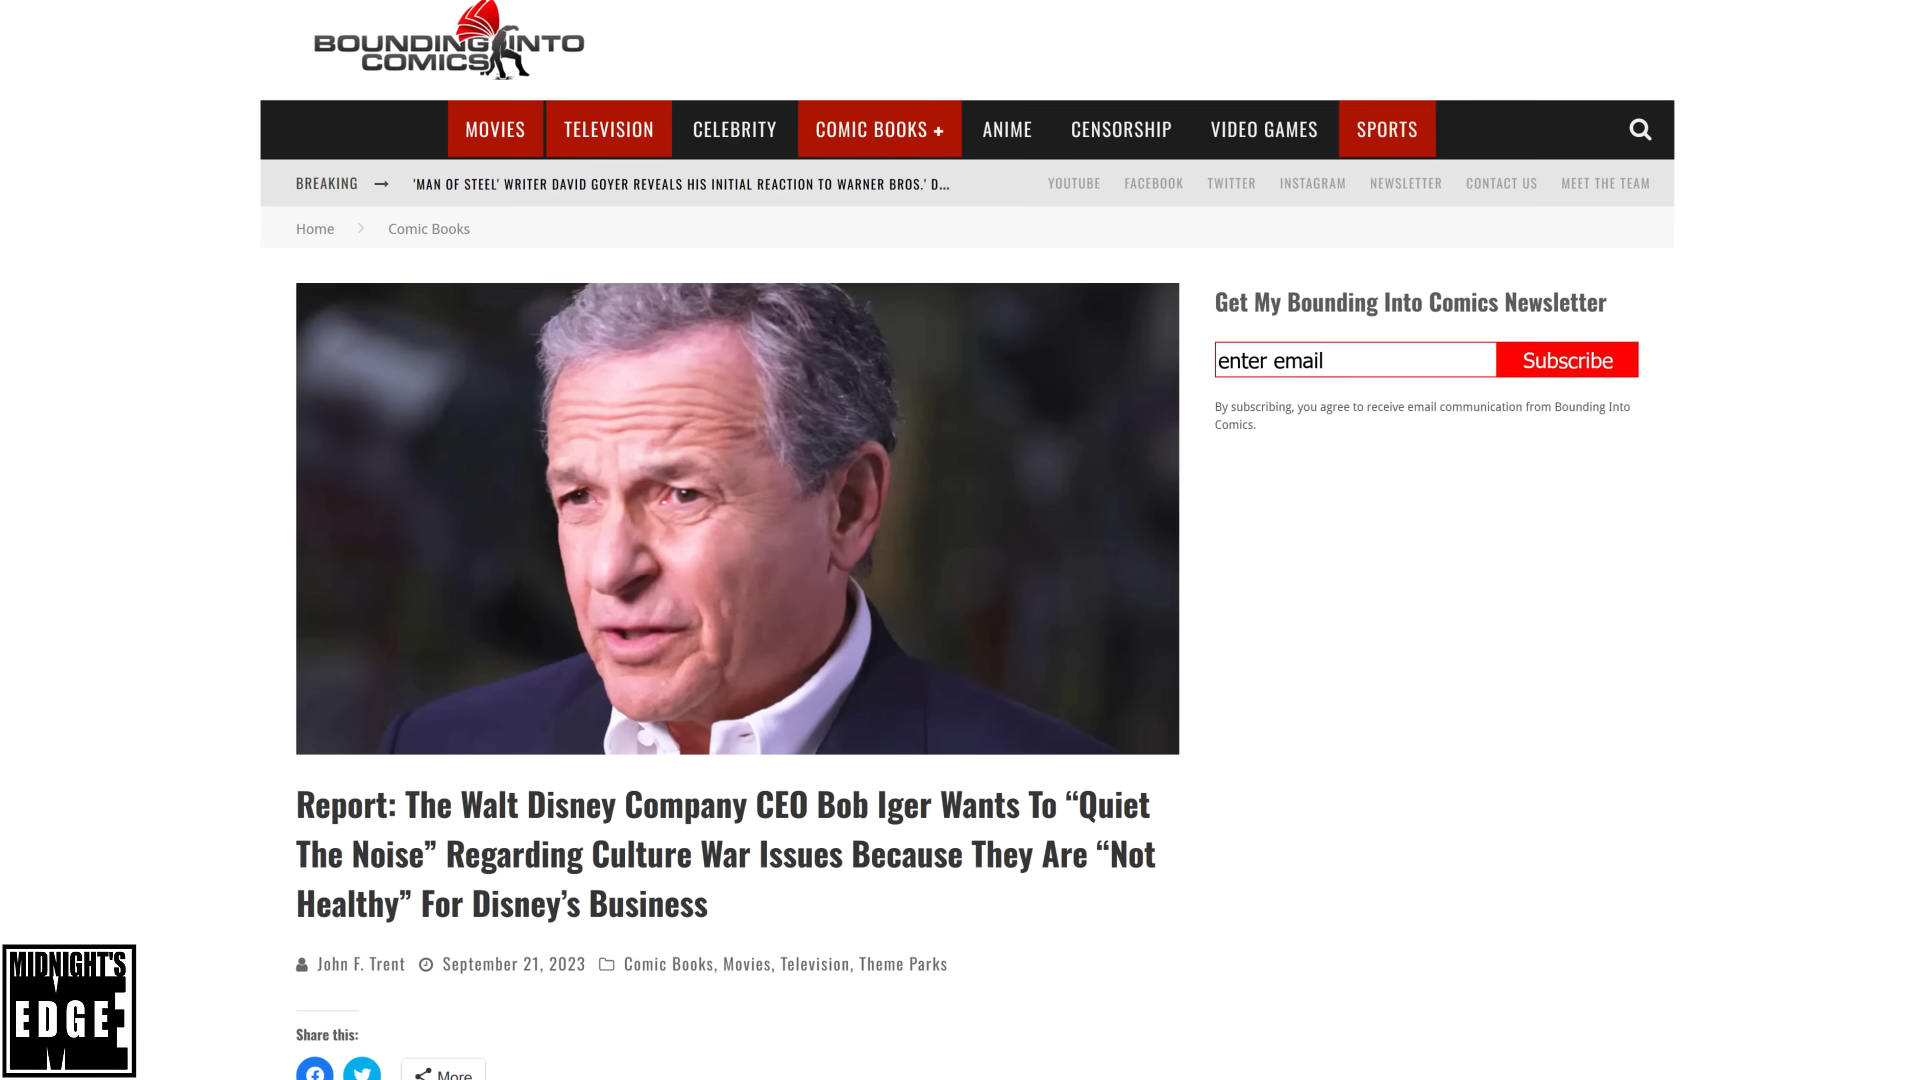 BOUNDING INTO
COMICS
MOVIES TELEVISION CELEBRITY COMIC BOOKS + ANIME CENSORSHIP VIDEO GAMES SPORTS
BREAKING → 'MAN OF STEEL' WRITER DAVID GOYER REVEALS HIS INITIAL REACTION TO WARNER BROS.' D... YOUTUBE FACEBOOK TWITTER INSTAGRAM NEWSLETTER CONTACT US MEET THE TEAM
Home > Comic Books
Get My Bounding Into Comics Newsletter
enter email Subscribe
By subscribing, you agree to receive email communication from Bounding Into
Comics.
Report: The Walt Disney Company CEO Bob Iger Wants To “Quiet
The Noise” Regarding Culture War Issues Because They Are “Not
Healthy” For Disney’s Business
John F. Trent September 21, 2023 Comic Books, Movies, Television, Theme Parks
Share this:
More
MIDNIGHT'S
EDGE